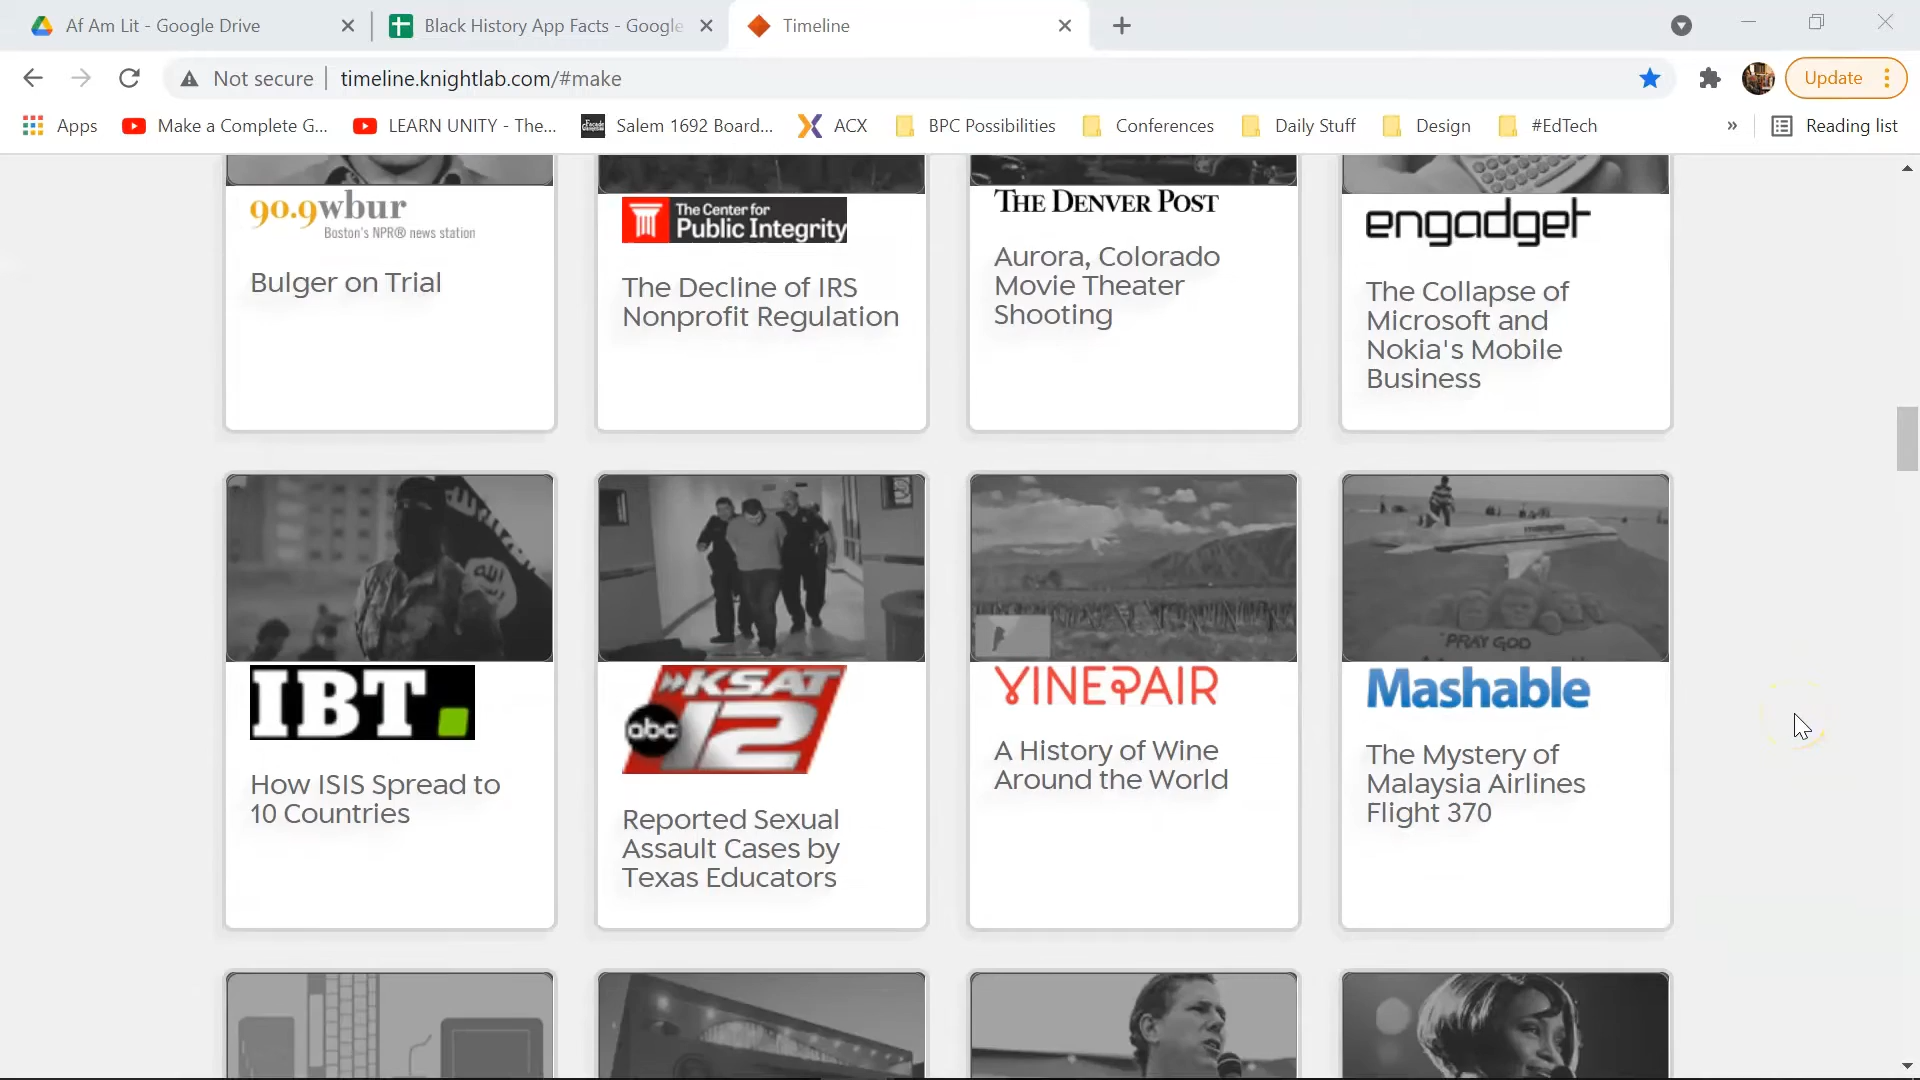 Af Am Lit - Google Drive
Black History App Facts - Google
Timeline
Not secure
timeline.knightlab.com/#make
Update
Apps
Make a Complete G...
LEARN UNITY - The...
Salem 1692 Board...
ACX
BPC Possibilities
Conferences
Daily Stuff
Design
#EdTech
»
Reading list
90.9wbur
Boston's NPR® news station
Bulger on Trial
The Center for
Public Integrity
The Decline of IRS
Nonprofit Regulation
THE DENVER POST
Aurora, Colorado
Movie Theater
Shooting
engadget
The Collapse of
Microsoft and
Nokia's Mobile
Business
IBT
How ISIS Spread to
10 Countries
KSAT
abc 12
Reported Sexual
Assault Cases by
Texas Educators
VINEPAIR
A History of Wine
Around the World
PRAY GOD
Mashable
The Mystery of
Malaysia Airlines
Flight 370